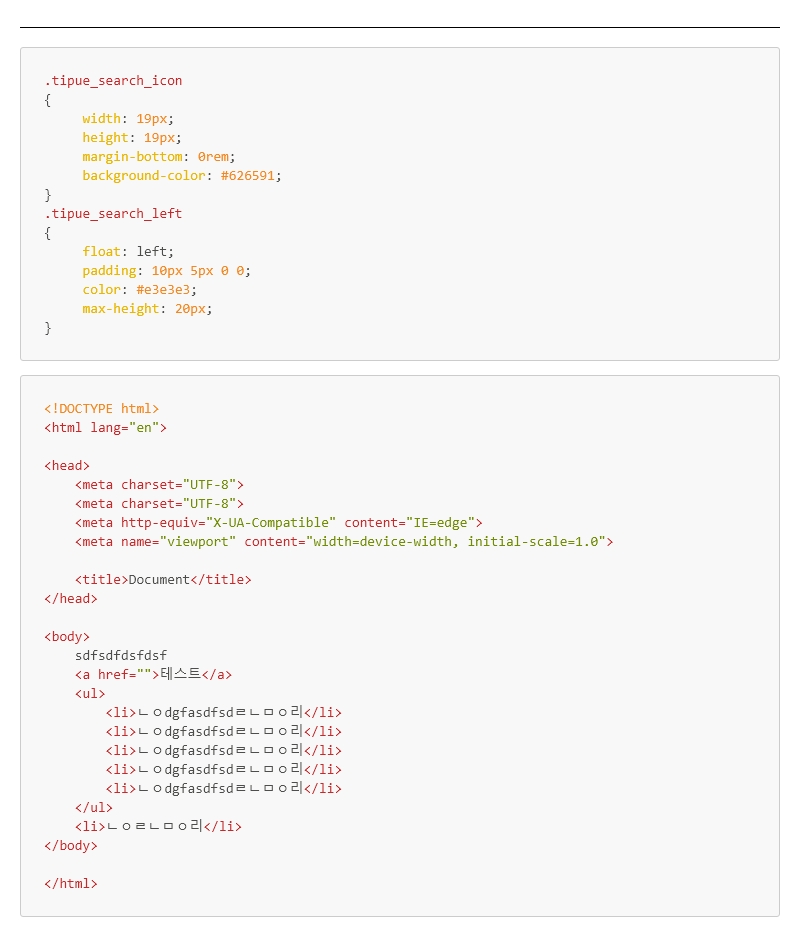 .tipue_search_icon
{
     width: 19px;
     height: 19px;
     margin-bottom: 0rem;
     background-color: #626591;
}
.tipue_search_left
{
     float: left;
     padding: 10px 5px 0 0;
     color: #e3e3e3;
     max-height: 20px;
}
<!DOCTYPE html>
<html lang="en">

<head>
    <meta charset="UTF-8">
    <meta charset="UTF-8">
    <meta http-equiv="X-UA-Compatible" content="IE=edge">
    <meta name="viewport" content="width=device-width, initial-scale=1.0">

    <title>Document</title>
</head>

<body>
    sdfsdfdsfdsf
    <a href="">테스트</a>
    <ul>
        <li>ㄴㅇdgfasdfsdㄹㄴㅁㅇ리</li>
        <li>ㄴㅇdgfasdfsdㄹㄴㅁㅇ리</li>
        <li>ㄴㅇdgfasdfsdㄹㄴㅁㅇ리</li>
        <li>ㄴㅇdgfasdfsdㄹㄴㅁㅇ리</li>
        <li>ㄴㅇdgfasdfsdㄹㄴㅁㅇ리</li>
    </ul>
    <li>ㄴㅇㄹㄴㅁㅇ리</li>
</body>

</html>